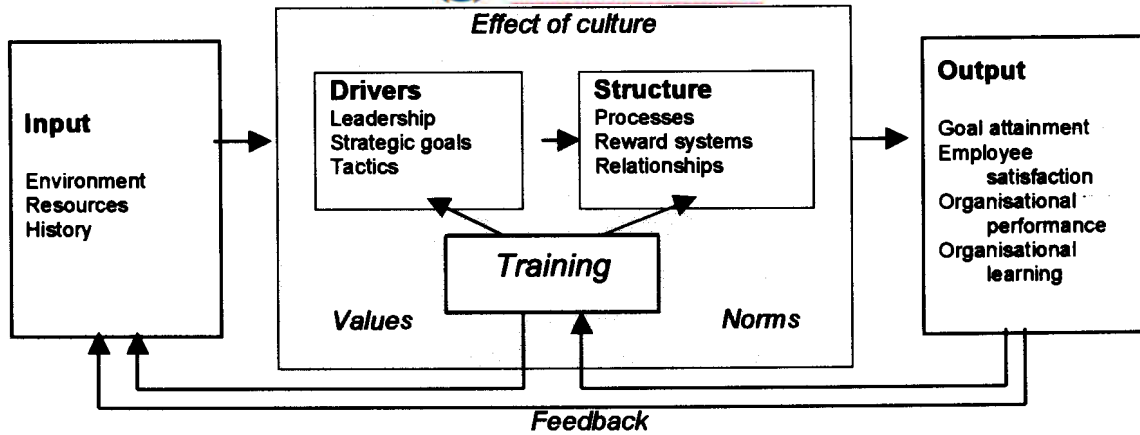 Effect of culture
Input
Environment
Resources
History
Drivers
Leadership
Strategic goals
Tactics
Structure
Processes
Reward systems
Relationships
Training
Values
Norms
Output
Goal attainment
Employee
satisfaction
Organisational
performance
Organisational
learning
Feedback